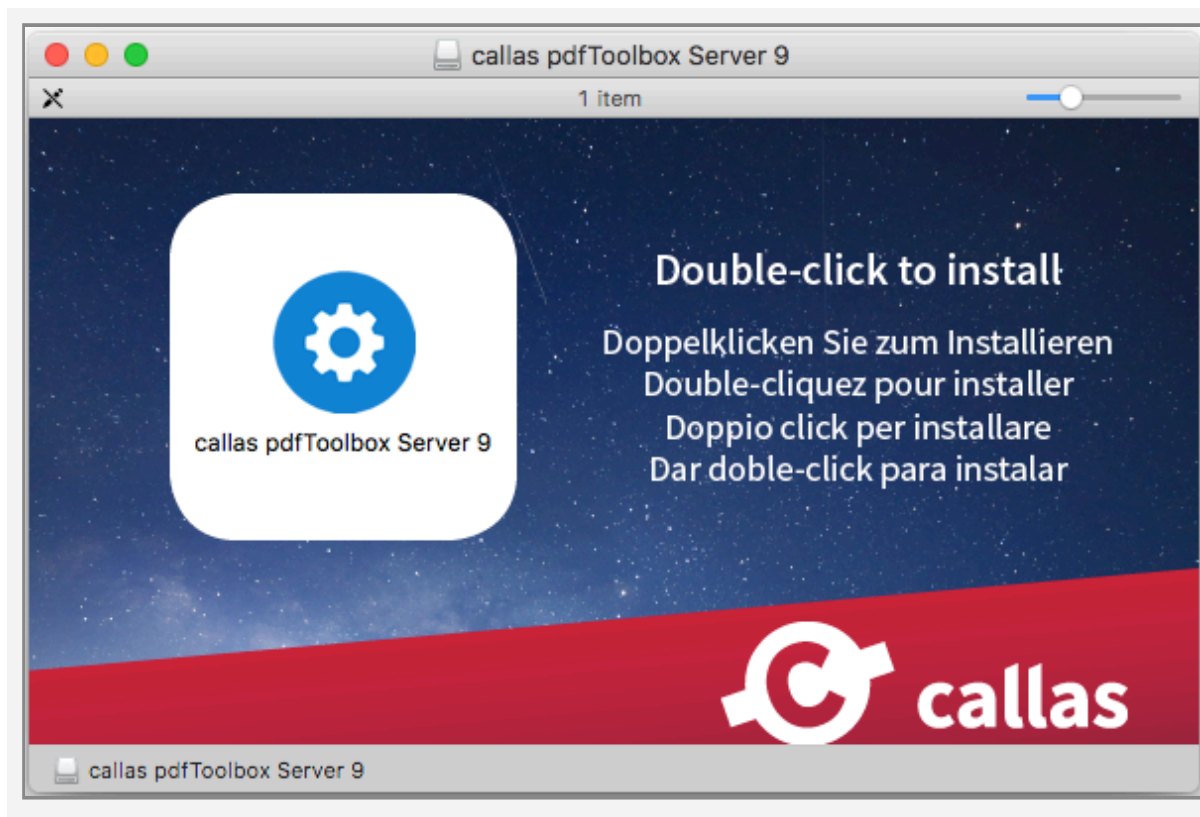 callas pdfToolbox Server 9
1 item
callas pdfToolbox Server 9
Double-click to install
Doppelklicken Sie zum Installieren
Double-cliquez pour installer
Doppio click per installare
Dar doble-click para instalar
callas
callas pdfToolbox Server 9